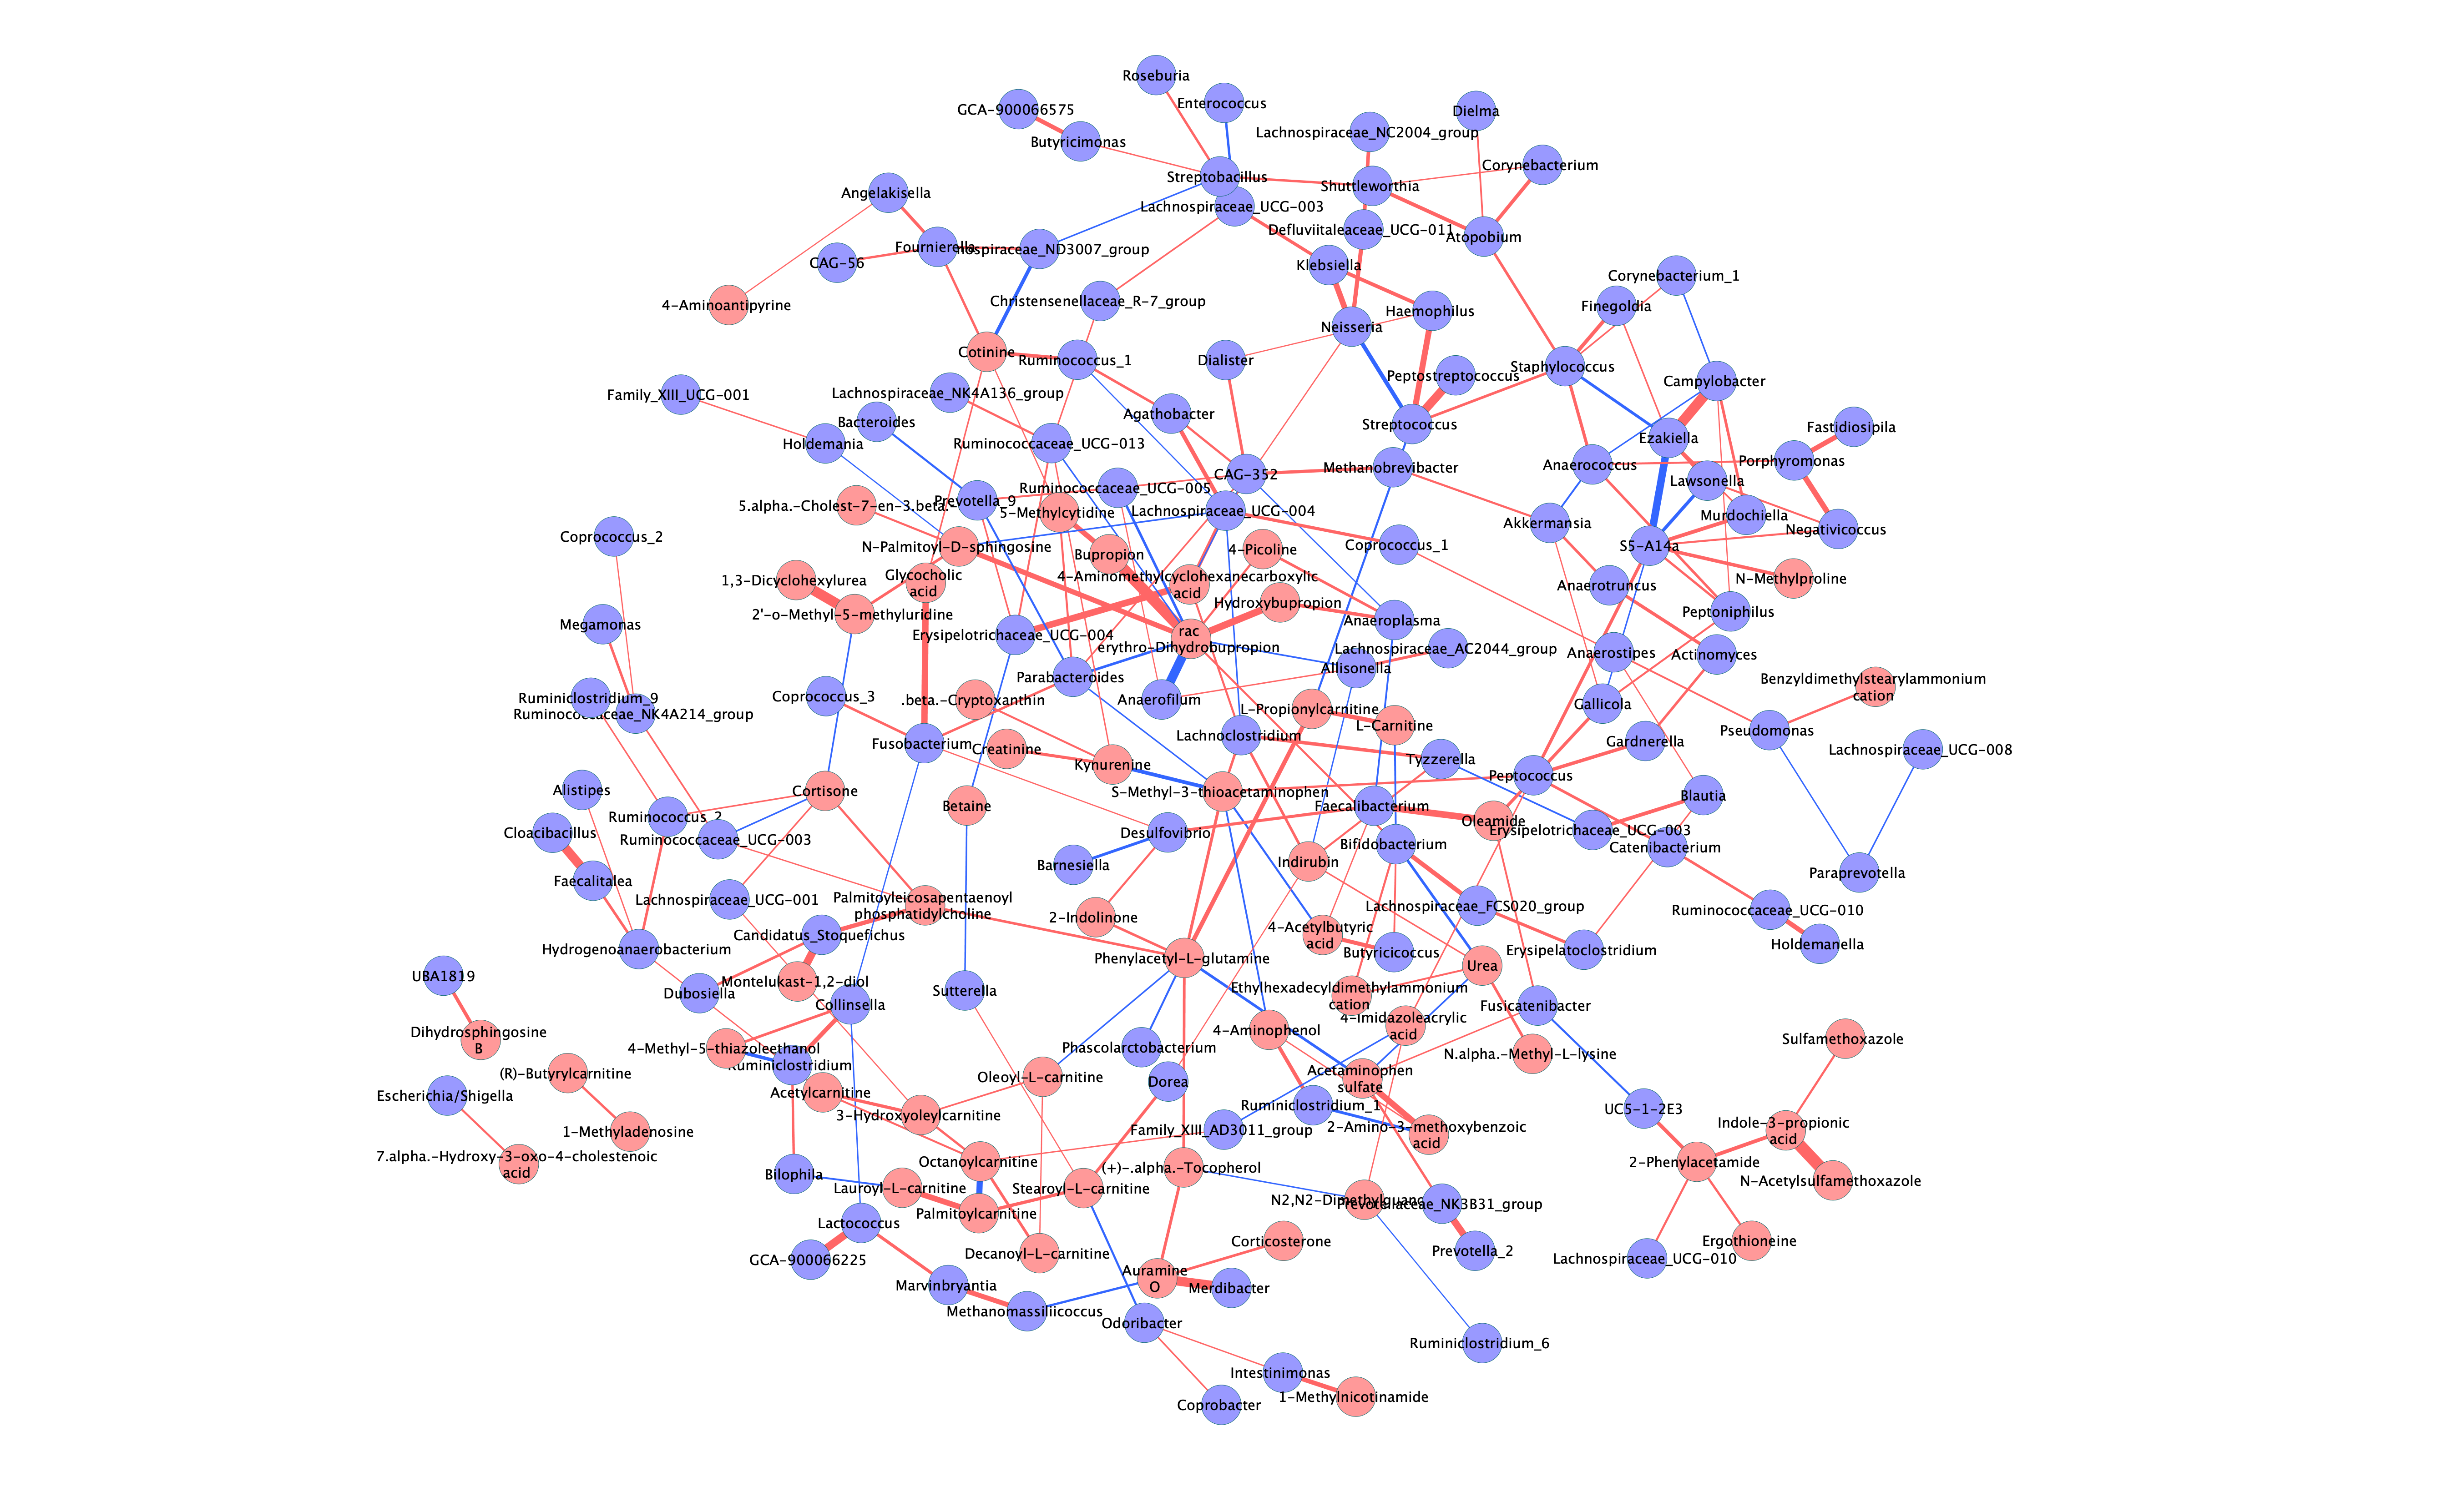 Roseburia
Enterococcus
GCA-900066575
Dielma
Lachnospiraceae_NC2004_group
Butyricimonas
Corynebacterium
Streptobacillus
Shuttleworthia
Angelakisella
Lachnospiraceae_UCG-003
Defluviitaleaceae_UCG-011
Atopobium
Fournierella
nospiraceae_ND3007_group
CAG-56
Klebsiella
Corynebacterium_1
4-Aminoantipyrine
Christensenellaceae_R-7_group
Finegoldia
Haemophilus
Neisseria
Cotinine
Ruminococcus_1
Dialister
Staphylococcus
Peptostreptococcus
Campylobacter
Family_XIII_UCG-001
Lachnospiraceae_NK4A136_group
Bacteroides
Agathobacter
Streptococcus
Fastidiosipila
Holdemania
Ruminococcaceae_UCG-013
Ezakiella
Anaerococcus
Porphyromonas
CAG-352
Methanobrevibacter
Lawsonella
Ruminococcaceae_UCG-005
Prevotella_9
5.alpha.-Cholest-7-en-3.beta.-
5-Methylcytidine
Lachnospiraceae_UCG-004
Murdochiella
Akkermansia
Negativicoccus
Coprococcus_2
N-Palmitoyl-D-sphingosine
Bupropion
4-Picoline
Coprococcus_1
S5-A14a
1,3-Dicyclohexylurea
Glycocholic
acid
4-Aminomethylcyclohexanecarboxylic
acid
Anaerotruncus
N-Methylproline
Hydroxybupropion
2'-o-Methyl-5-methyluridine
Peptoniphilus
Megamonas
Erysipelotrichaceae_UCG-004
rac
erythro-Dihydrobupropion
Anaeroplasma
Lachnospiraceae_AC2044_group
Anaerostipes
Actinomyces
Allisonella
Parabacteroides
Benzyldimethylstearylammonium
cation
Ruminiclostridium_9
Ruminococcaceae_NK4A214_group
Coprococcus_3
.beta.-Cryptoxanthin
Anaerofilum
L-Propionylcarnitine
L-Carnitine
Gallicola
Pseudomonas
Fusobacterium
Creatinine
Lachnoclostridium
Gardnerella
Lachnospiraceae_UCG-008
Tyzzerella
Kynurenine
Peptococcus
Alistipes
Cortisone
S-Methyl-3-thioacetaminophen
Blautia
Betaine
Faecalibacterium
Ruminococcus_2
Oleamide
Cloacibacillus
Ruminococcaceae_UCG-003
Desulfovibrio
Erysipelotrichaceae_UCG-003
Bifidobacterium
Catenibacterium
Barnesiella
Indirubin
Paraprevotella
Faecalitalea
Lachnospiraceae_UCG-001
Palmitoyleicosapentaenoyl
phosphatidylcholine
2-Indolinone
Lachnospiraceae_FCS020_group
Ruminococcaceae_UCG-010
Candidatus_Stoquefichus
4-Acetylbutyric
acid
Hydrogenoanaerobacterium
Butyricicoccus
Erysipelatoclostridium
Holdemanella
Phenylacetyl-L-glutamine
Urea
UBA1819
Montelukast-1,2-diol
Dubosiella
Sutterella
Ethylhexadecyldimethylammonium
cation
Collinsella
Fusicatenibacter
4-Imidazoleacrylic
acid
Dihydrosphingosine
B
4-Aminophenol
Sulfamethoxazole
4-Methyl-5-thiazoleethanol
Phascolarctobacterium
N.alpha.-Methyl-L-lysine
Ruminiclostridium
(R)-Butyrylcarnitine
Oleoyl-L-carnitine
Acetaminophen
sulfate
Dorea
Escherichia/Shigella
Acetylcarnitine
Ruminiclostridium_1
UC5-1-2E3
3-Hydroxyoleylcarnitine
Indole-3-propionic
acid
1-Methyladenosine
Family_XIII_AD3011_group
2-Amino-3-methoxybenzoic
acid
7.alpha.-Hydroxy-3-oxo-4-cholestenoic
acid
Octanoylcarnitine
(+)-.alpha.-Tocopherol
2-Phenylacetamide
Bilophila
Lauroyl-L-carnitine
Stearoyl-L-carnitine
N-Acetylsulfamethoxazole
Palmitoylcarnitine
Lactococcus
Corticosterone
Ergothioneine
Prevotella_2
Decanoyl-L-carnitine
GCA-900066225
Lachnospiraceae_UCG-010
Auramine
O
Marvinbryantia
Merdibacter
Methanomassiliicoccus
Odoribacter
Ruminiclostridium_6
Intestinimonas
1-Methylnicotinamide
Coprobacter